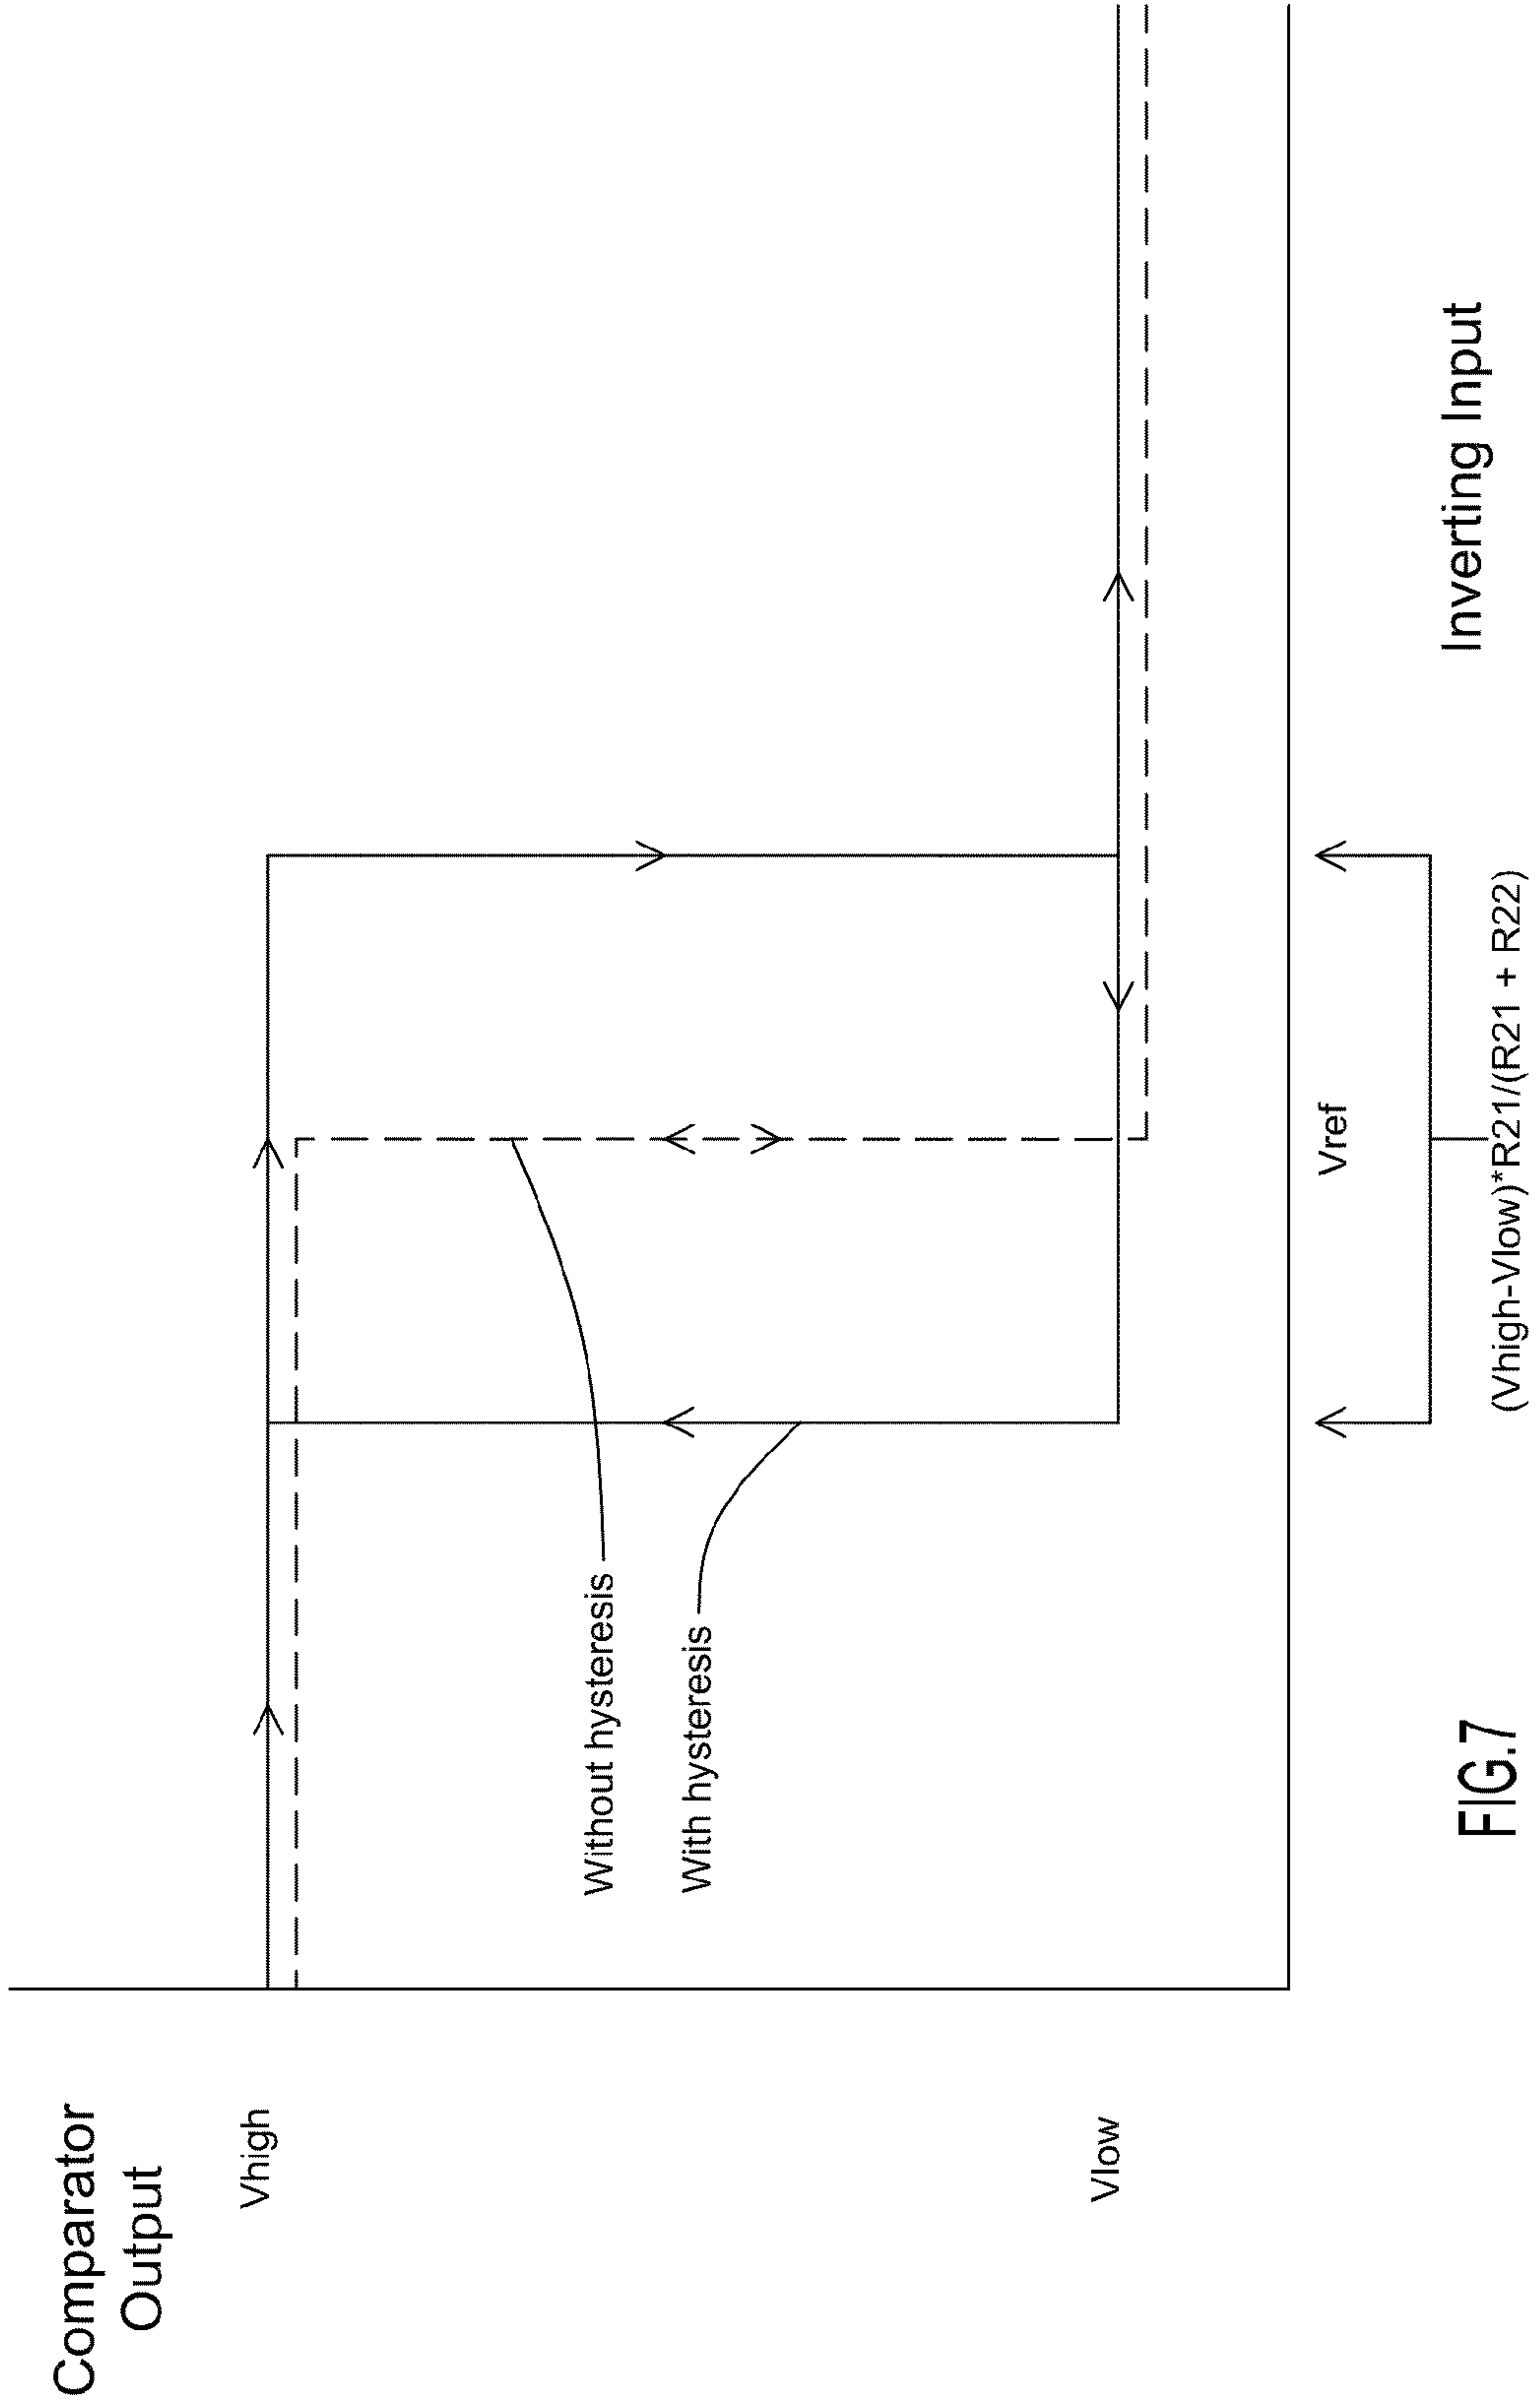 Comparator
Output
Vhigh
Without hysteresis
With hysteresis
Vlow
Vref
Inverting Input
(Vhigh-Vlow)*R21/(R21 + R22)
FIG.7